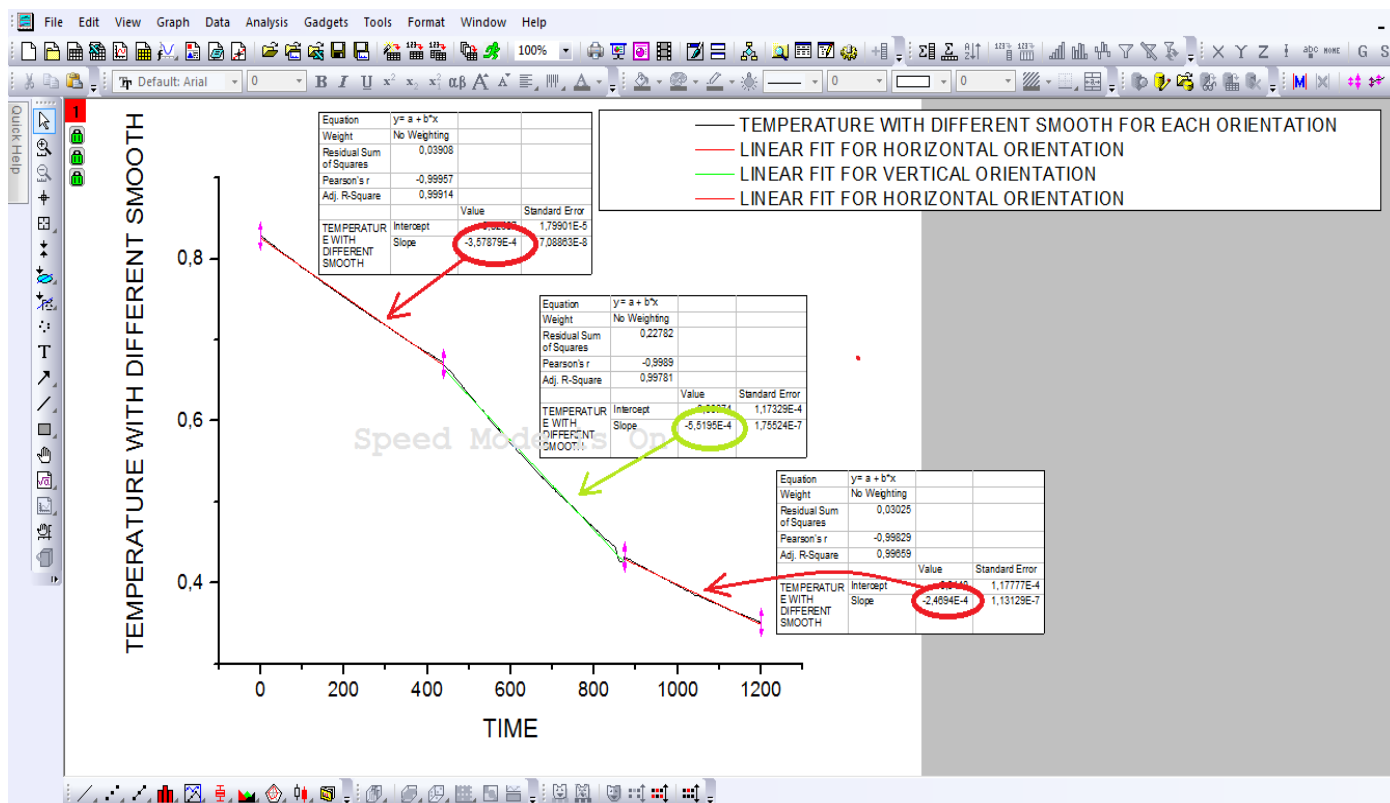 File Edit View Graph Data Analysis Gadgets Tools Format Window Help
100%
X Y Z
G S
Default: Arial 0 B I U αβ A A 0 0
Quick Help
1
TEMPERATURE WITH DIFFERENT SMOOTH
TEMPERATURE WITH DIFFERENT SMOOTH FOR EACH ORIENTATION
LINEAR FIT FOR HORIZONTAL ORIENTATION
LINEAR FIT FOR VERTICAL ORIENTATION
LINEAR FIT FOR HORIZONTAL ORIENTATION
Equation y= a + b*x
Weight No Weighting
Residual Sum of Squares 0,03908
Pearson's r -0,99957
Adj. R-Square 0,99914
Value Standard Error
TEMPERATUR Intercept 1,79901E-5
E WITH Slope -3,57879E-4 7,08863E-8
DIFFERENT
SMOOTH
Equation y= a + b*x
Weight No Weighting
Residual Sum of Squares 0,22782
Pearson's r -0,9989
Adj. R-Square 0,99781
Value Standard Error
TEMPERATUR Intercept 1,17329E-4
E WITH Slope -5,5195E-4 1,75524E-7
DIFFERENT
SMOOTH
Speed Mode is On
Equation y= a + b*x
Weight No Weighting
Residual Sum of Squares 0,03025
Pearson's r -0,99829
Adj. R-Square 0,99659
Value Standard Error
TEMPERATUR Intercept 1,17777E-4
E WITH Slope -2,4694E-4 1,13129E-7
DIFFERENT
SMOOTH
0,8
0,6
0,4
0 200 400 600 800 1000 1200
TIME